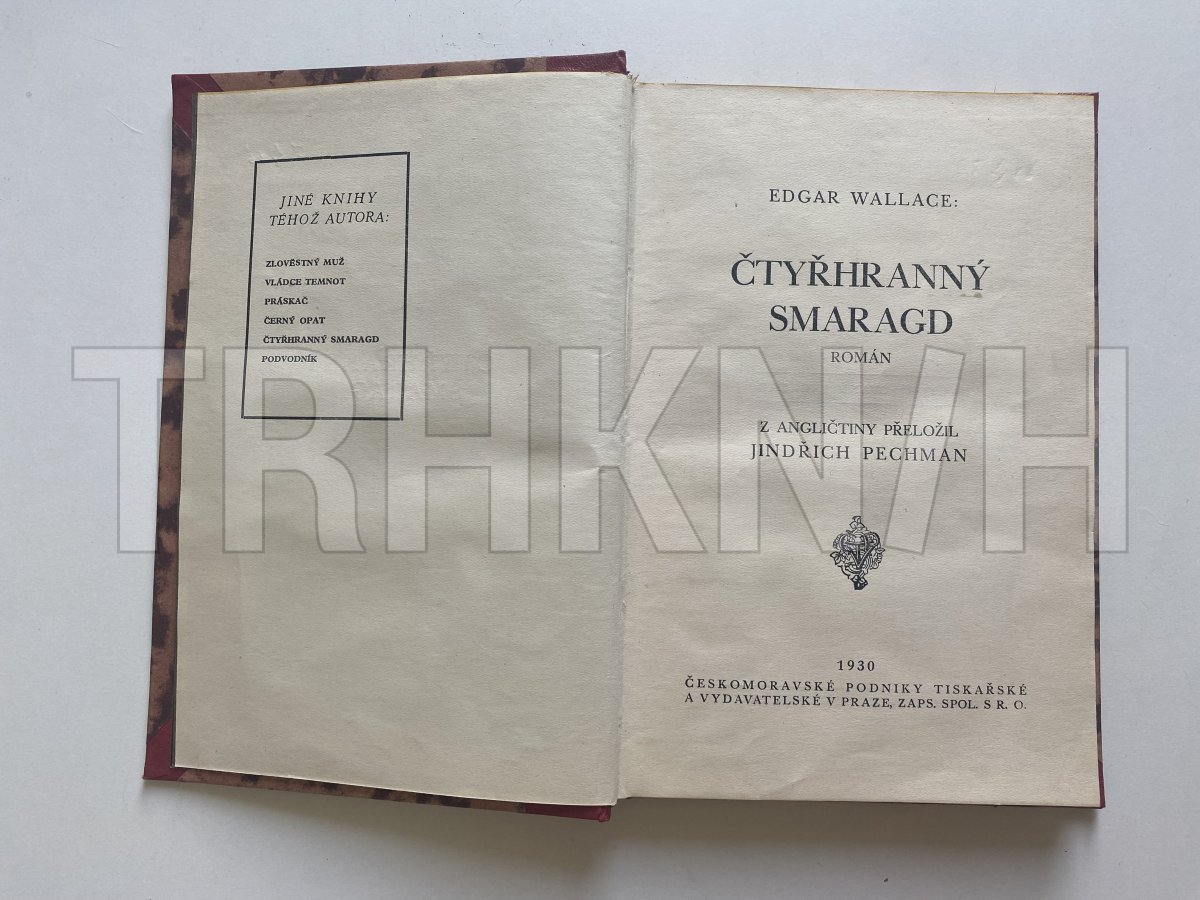 JINÉ KNIHY
TÉHOŽ AUTORA:
ZLOVĚSTNÝ MUŽ
VLÁDCE TEMNOT
PRÁSKAČ
ČERNÝ OPAT
ČTYŘHRANNÝ SMARAGD
PODVODNÍK
EDGAR WALLACE:
ČTYŘHRANNÝ
SMARAGD
ROMÁN
Z ANGLIČTINY PŘELOŽIL
JINDŘICH PECHMAN
1930
ČESKOMORAVSKÉ PODNIKY TISKAŘSKÉ
A VYDAVATELSKÉ V PRAZE, ZAPS. SPOL. S R. O.
TRHKNIH